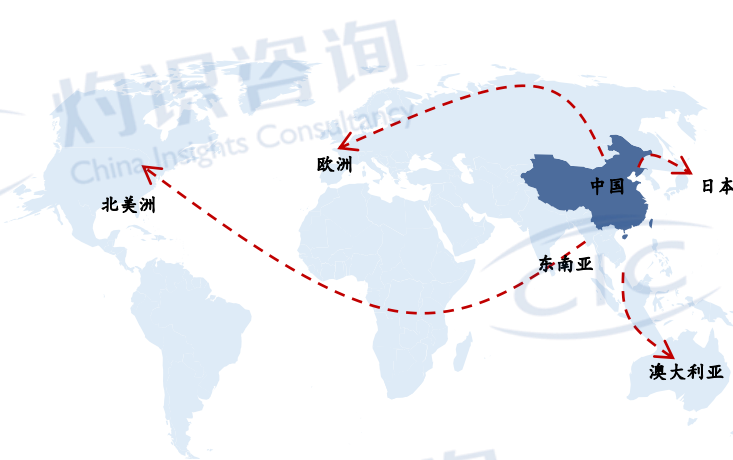 灼识咨询
China Insights Consultancy
欧洲
中国
日本
北美洲
东南亚
CIC
澳大利亚